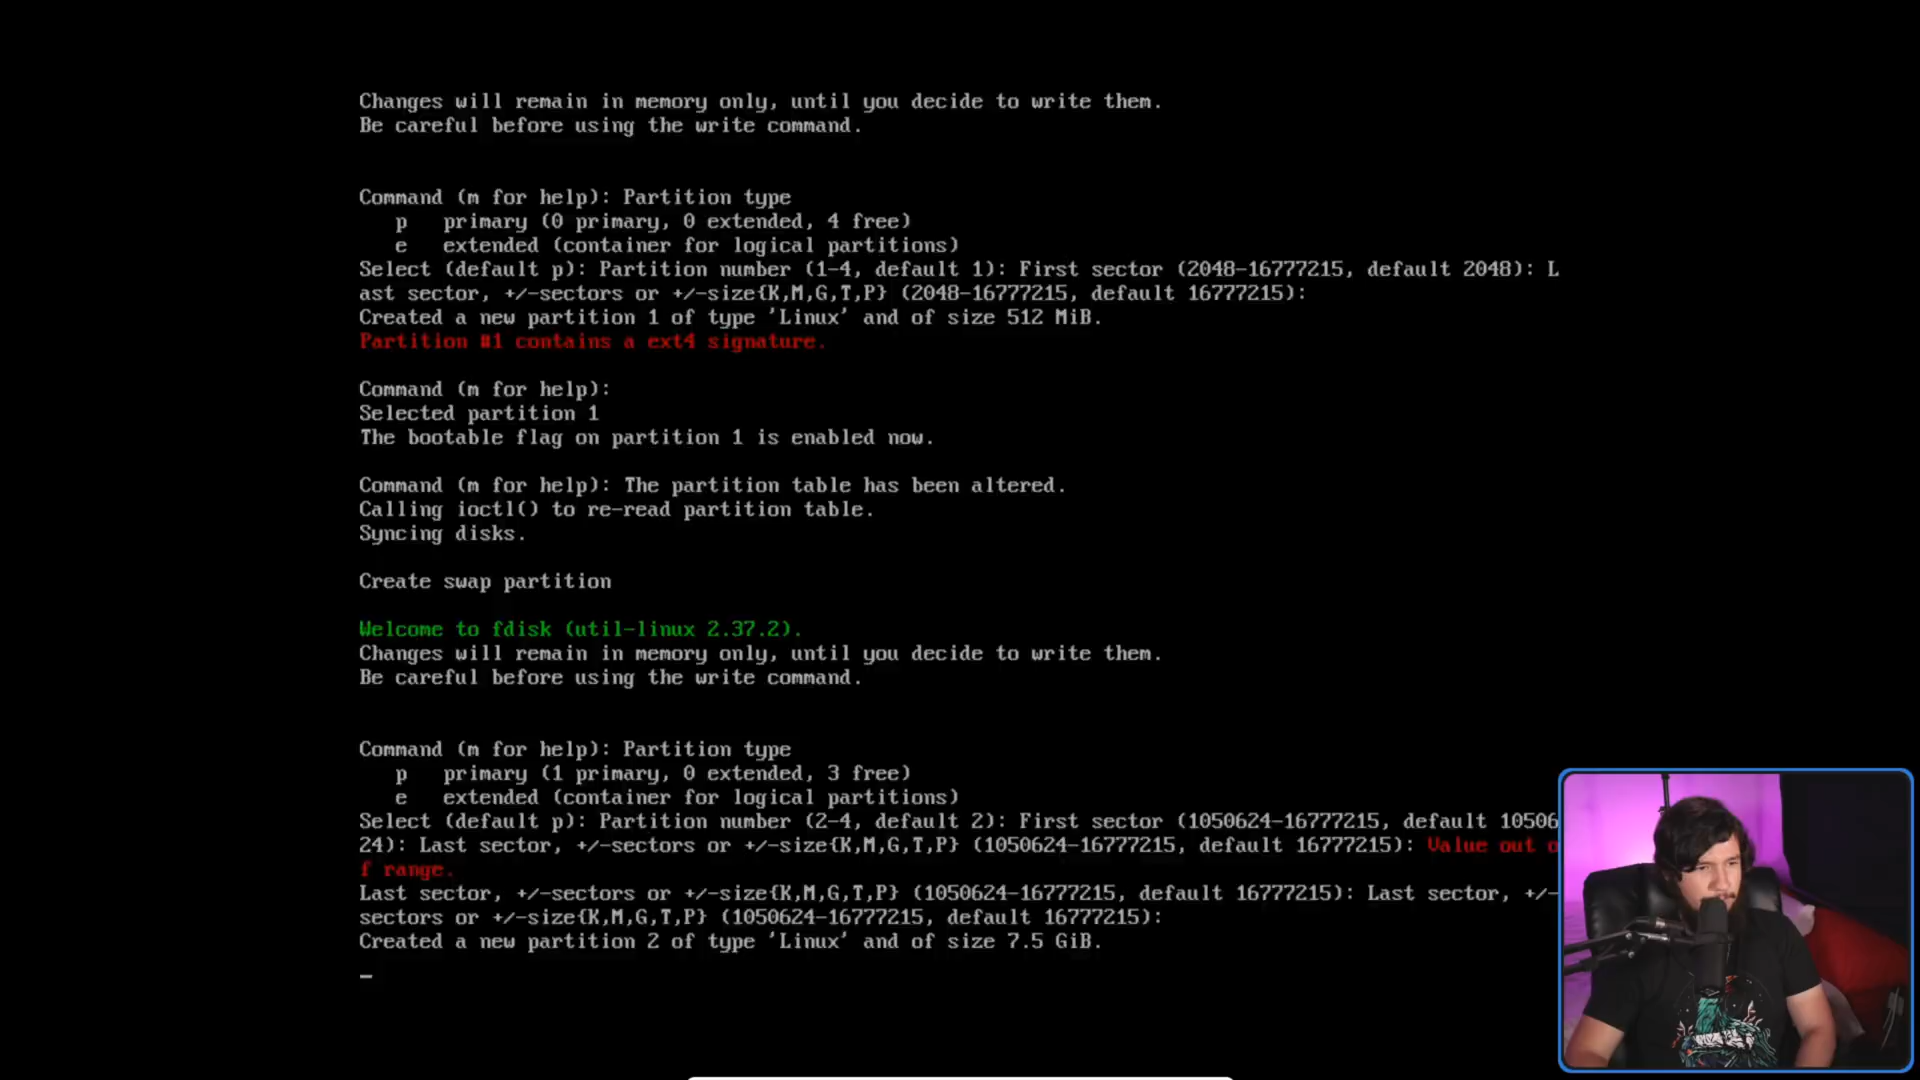 Changes will remain in memory only, until you decide to write them.
Be careful before using the write command.
Command (m for help): Partition type
p primary (0 primary, 0 extended, 4 free)
e extended (container for logical partitions)
Select (default p): Partition number (1-4, default 1): First sector (2048-16777215, default 2048): L
ast sector, +/-sectors or +/-size{K,M,G,T,P} (2048-16777215, default 16777215):
Created a new partition 1 of type 'Linux' and of size 512 MiB.
Partition #1 contains a ext4 signature.
Command (m for help):
Selected partition 1
The bootable flag on partition 1 is enabled now.
Command (m for help): The partition table has been altered.
Calling ioctl() to re-read partition table.
Syncing disks.
Create swap partition
Welcome to fdisk (util-linux 2.37.2).
Changes will remain in memory only, until you decide to write them.
Be careful before using the write command.
Command (m for help): Partition type
p primary (1 primary, 0 extended, 3 free)
e extended (container for logical partitions)
Select (default p): Partition number (2-4, default 2): First sector (1050624-16777215, default 10506
24): Last sector, +/-sectors or +/-size{K,M,G,T,P} (1050624-16777215, default 16777215): Value out o
f range.
Last sector, +/-sectors or +/-size{K,M,G,T,P} (1050624-16777215, default 16777215): Last sector, +/-
sectors or +/-size{K,M,G,T,P} (1050624-16777215, default 16777215):
Created a new partition 2 of type 'Linux' and of size 7.5 GiB.
_